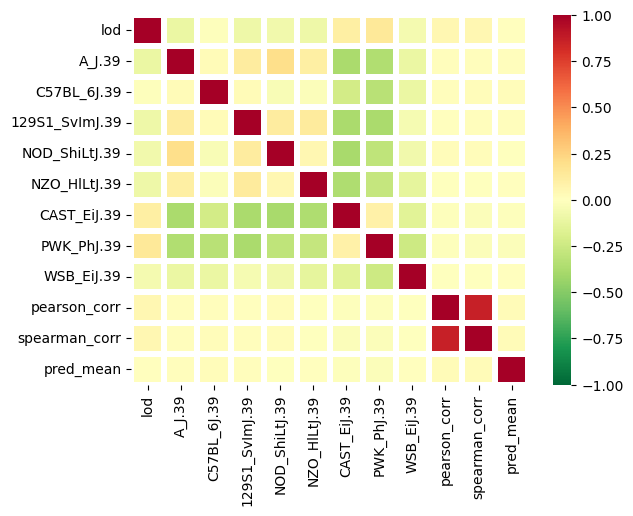 lod
A_J.39
C57BL_6J.39
129S1_SvImJ.39
NOD_ShiLtJ.39
NZO_HlLtJ.39
CAST_EiJ.39
PWK_PhJ.39
WSB_EiJ.39
pearson_corr
spearman_corr
pred_mean
lod
A_J.39
C57BL_6J.39
129S1_SvImJ.39
NOD_ShiLtJ.39
NZO_HlLtJ.39
CAST_EiJ.39
PWK_PhJ.39
WSB_EiJ.39
pearson_corr
spearman_corr
pred_mean
1.00
0.75
0.50
0.25
0.00
−0.25
−0.50
−0.75
−1.00